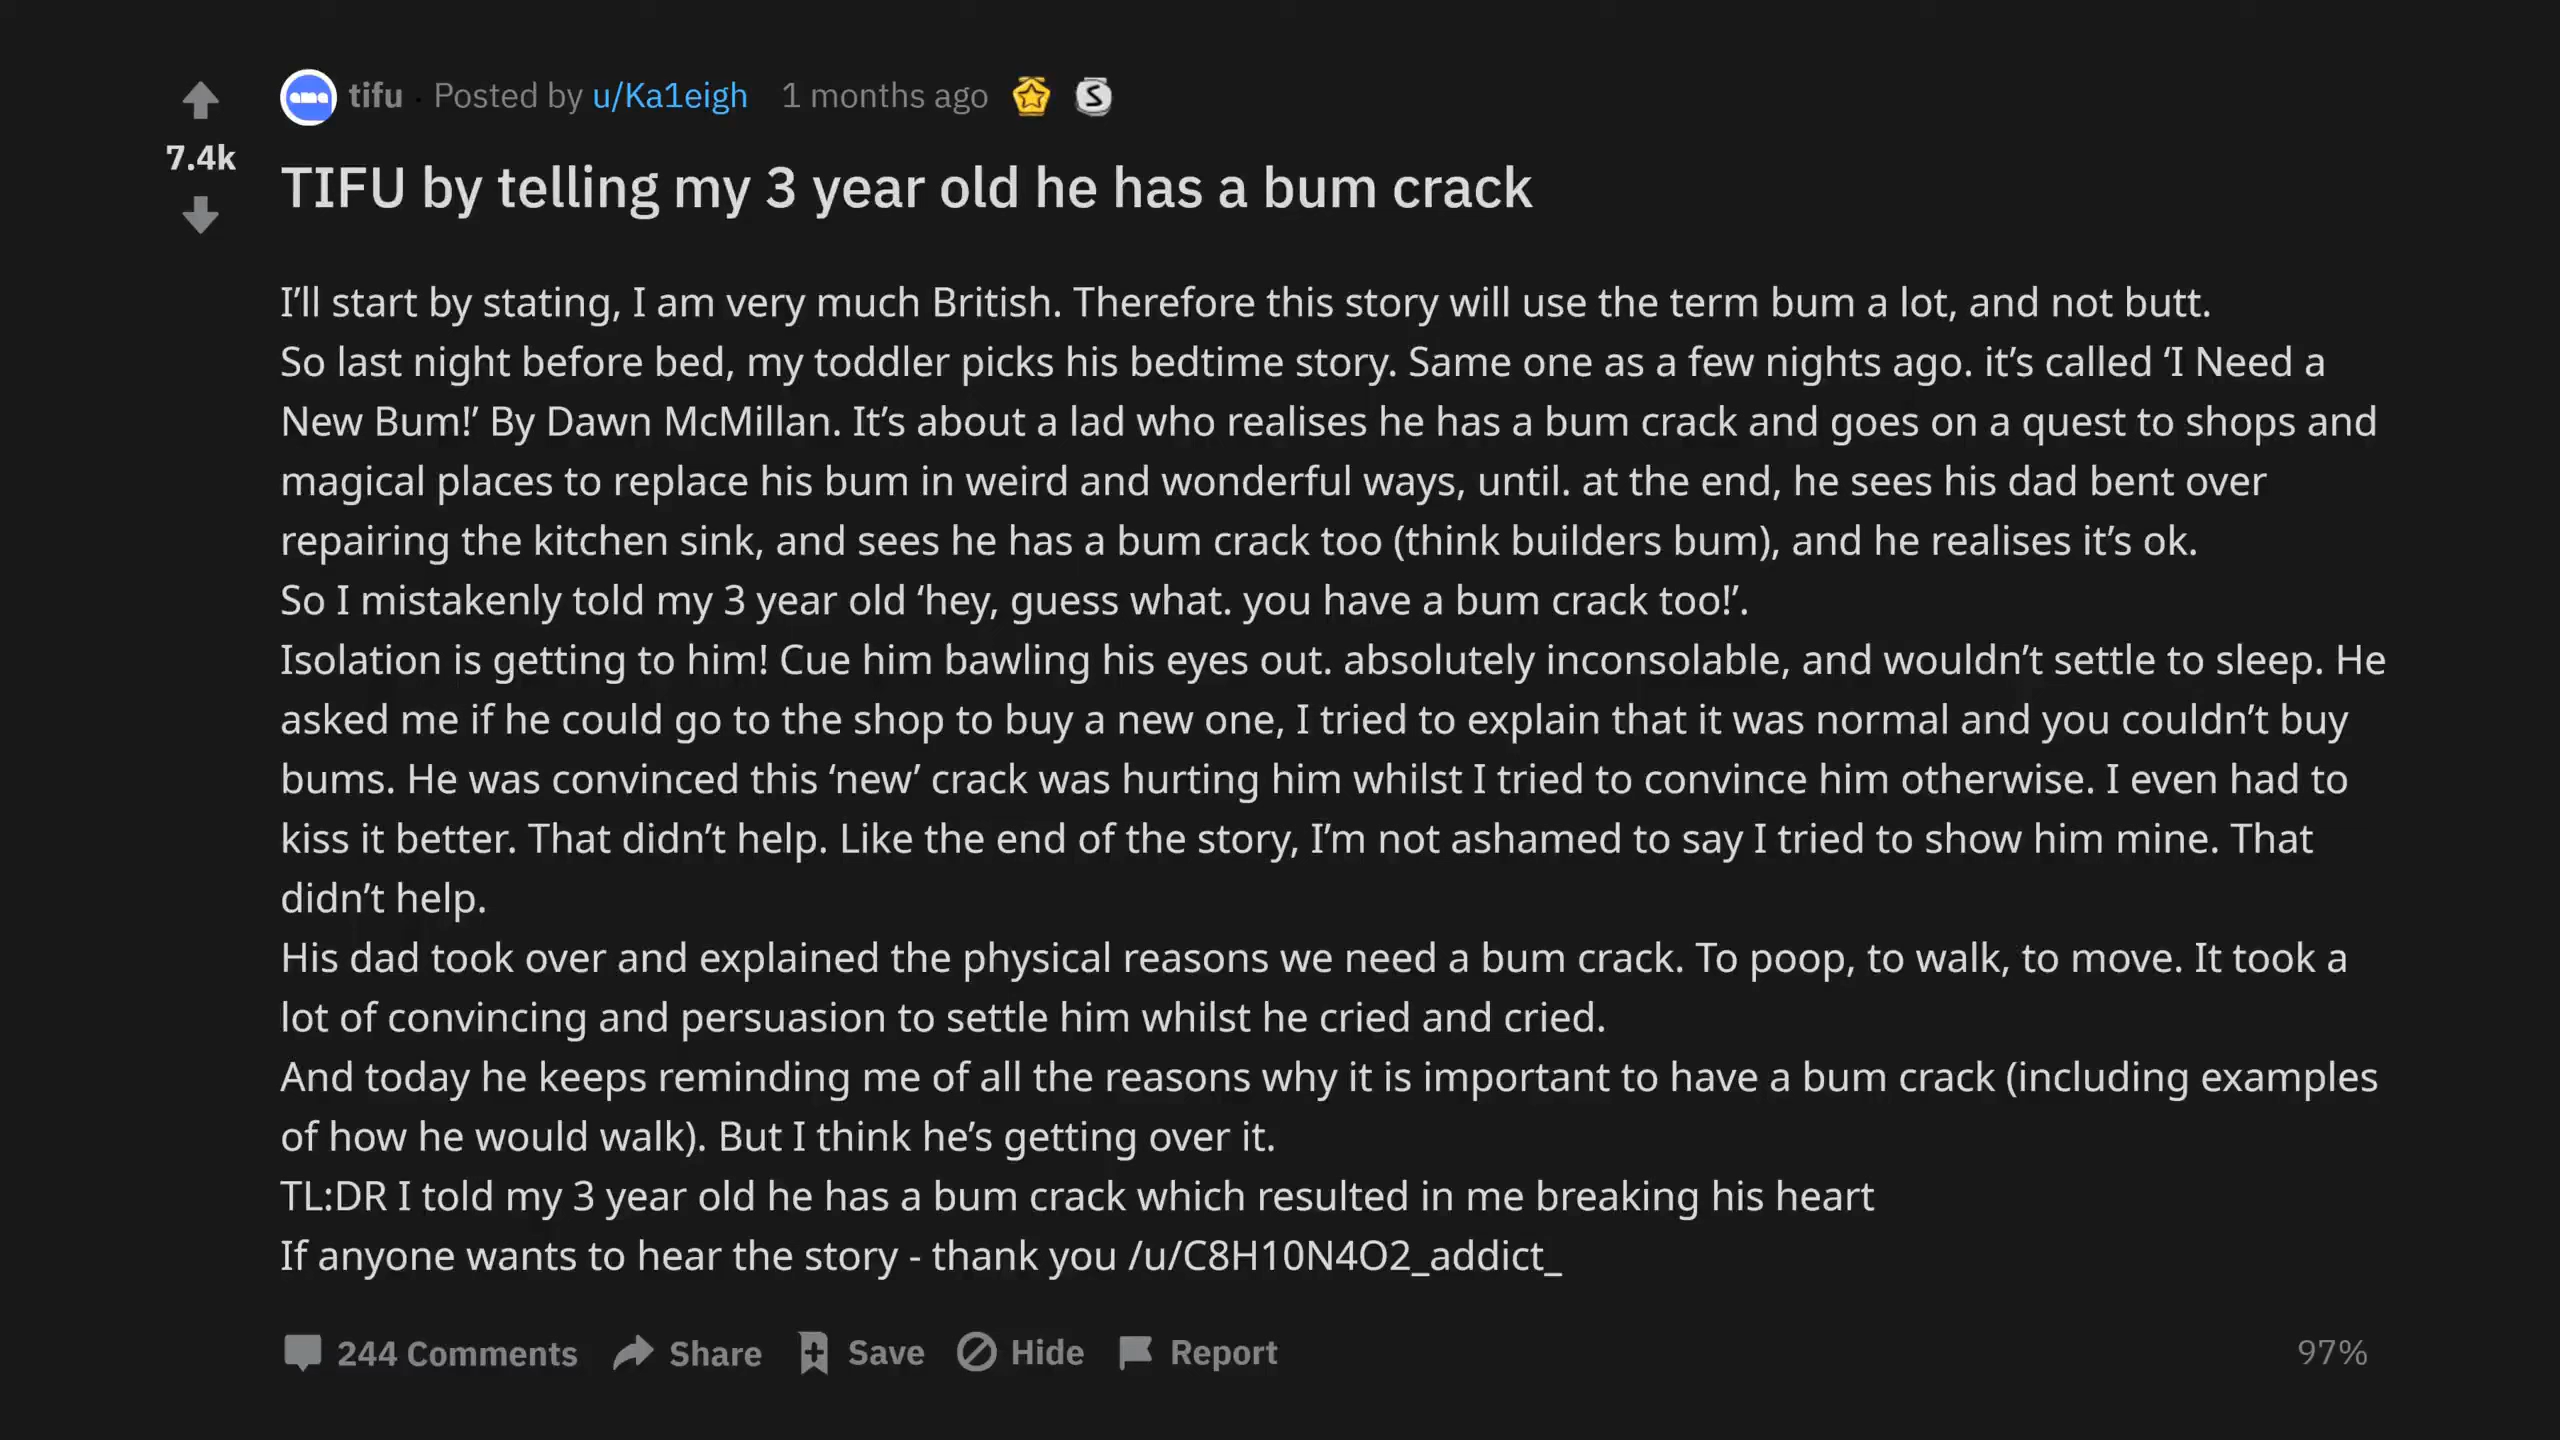 ama tifu · Posted by u/Ka1eigh 1 months ago S
7.4k
TIFU by telling my 3 year old he has a bum crack
I’ll start by stating, I am very much British. Therefore this story will use the term bum a lot, and not butt.
So last night before bed, my toddler picks his bedtime story. Same one as a few nights ago. it’s called ‘I Need a
New Bum!’ By Dawn McMillan. It’s about a lad who realises he has a bum crack and goes on a quest to shops and
magical places to replace his bum in weird and wonderful ways, until. at the end, he sees his dad bent over
repairing the kitchen sink, and sees he has a bum crack too (think builders bum), and he realises it’s ok.
So I mistakenly told my 3 year old ‘hey, guess what. you have a bum crack too!’.
Isolation is getting to him! Cue him bawling his eyes out. absolutely inconsolable, and wouldn’t settle to sleep. He
asked me if he could go to the shop to buy a new one, I tried to explain that it was normal and you couldn’t buy
bums. He was convinced this ‘new’ crack was hurting him whilst I tried to convince him otherwise. I even had to
kiss it better. That didn’t help. Like the end of the story, I’m not ashamed to say I tried to show him mine. That
didn’t help.
His dad took over and explained the physical reasons we need a bum crack. To poop, to walk, to move. It took a
lot of convincing and persuasion to settle him whilst he cried and cried.
And today he keeps reminding me of all the reasons why it is important to have a bum crack (including examples
of how he would walk). But I think he’s getting over it.
TL:DR I told my 3 year old he has a bum crack which resulted in me breaking his heart
If anyone wants to hear the story - thank you /u/C8H10N4O2_addict_
244 Comments Share Save Hide Report 97%